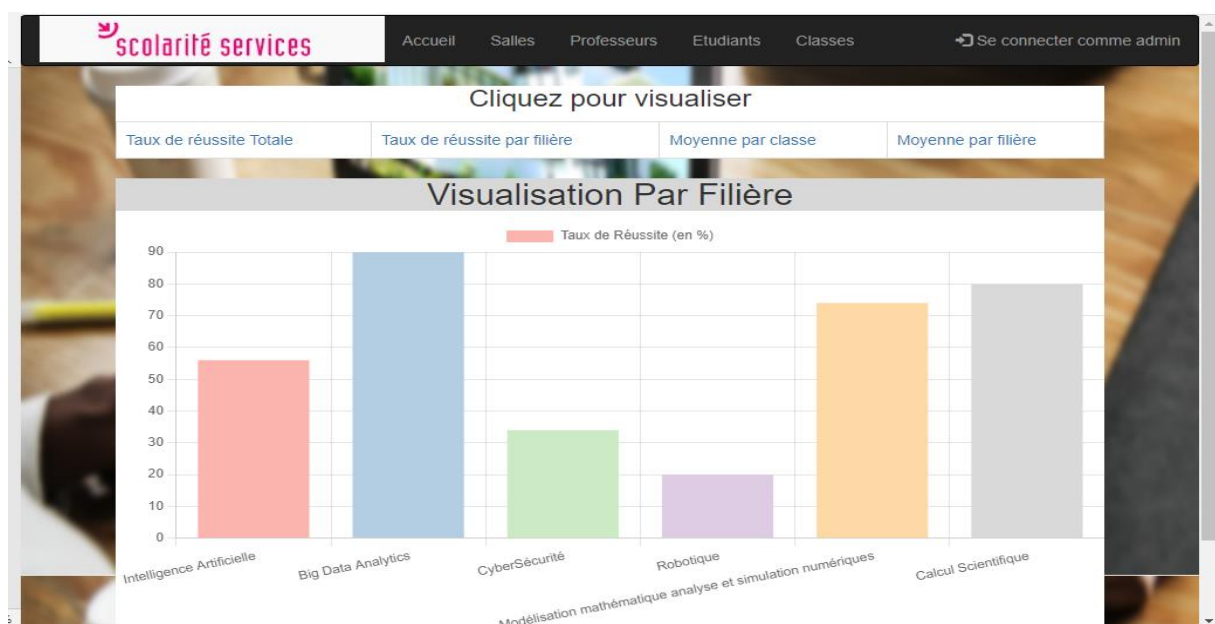 scolarité services
Accueil Salles Professeurs Etudiants Classes Se connecter comme admin
Cliquez pour visualiser
Taux de réussite Totale Taux de réussite par filière Moyenne par classe Moyenne par filière
Visualisation Par Filière
Taux de Réussite (en %)
90
80
70
60
50
40
30
20
10
0
Intelligence Artificielle
Big Data Analytics
CyberSécurité
Robotique
Modélisation mathématique analyse et simulation numériques
Calcul Scientifique